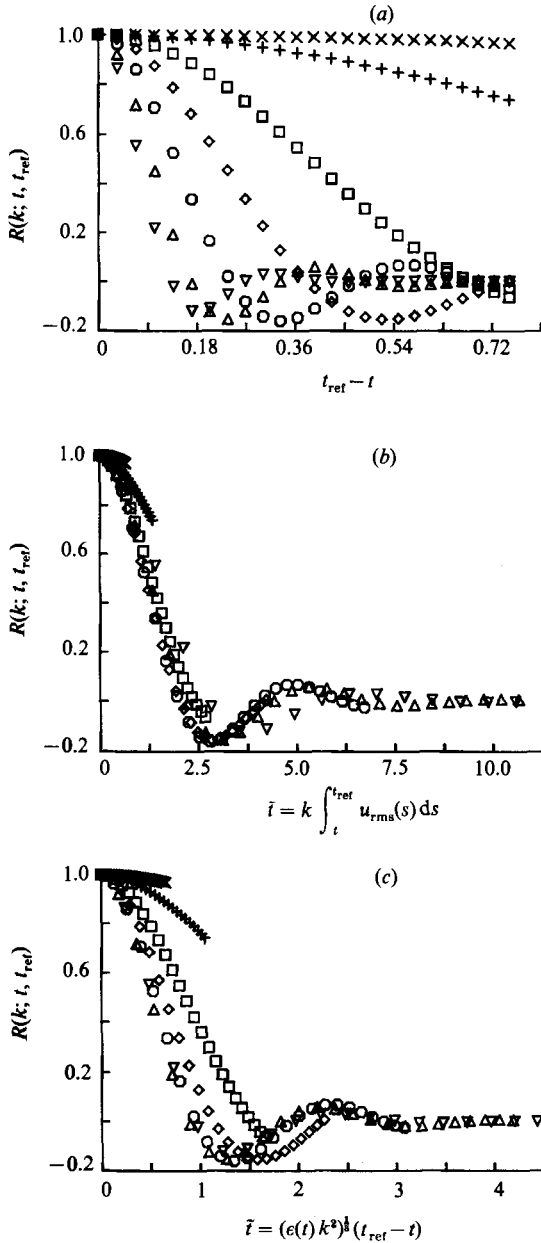 (a)
1.0
0.6
0.2
−0.2
R(k; t, t_ref)
0 0.18 0.36 0.54 0.72
t_ref − t
(b)
1.0
0.6
0.2
−0.2
R(k; t, t_ref)
0 2.5 5.0 7.5 10.0
t̃ = k ∫_t^{t_ref} u_rms(s) ds
(c)
1.0
0.6
0.2
−0.2
R(k; t, t_ref)
0 1 2 3 4
t̃ = (ϵ(t) k²)^{1/3} (t_ref − t)